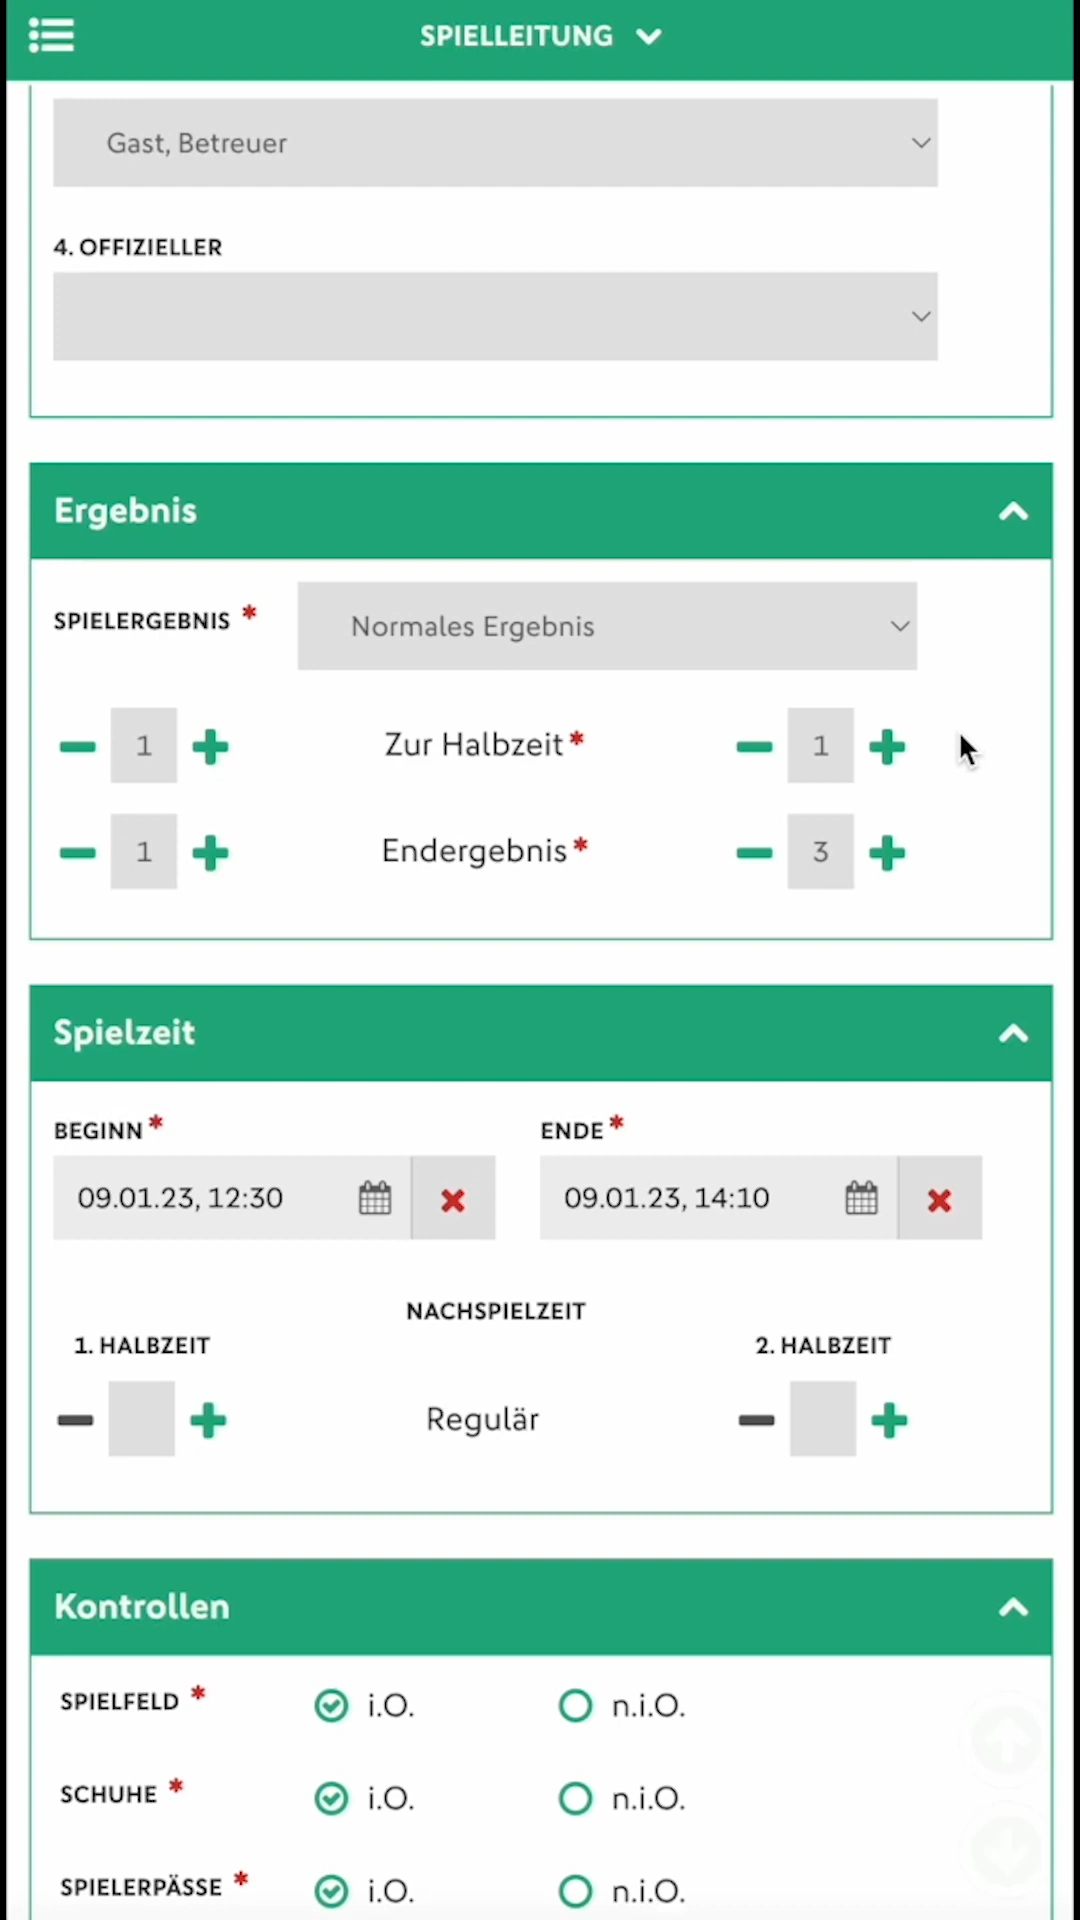 SPIELLEITUNG
Gast, Betreuer
4. OFFIZIELLER
Ergebnis
SPIELERGEBNIS * Normales Ergebnis
1 Zur Halbzeit* 1
1 Endergebnis* 3
Spielzeit
BEGINN* ENDE*
09.01.23, 12:30 09.01.23, 14:10
NACHSPIELZEIT
1. HALBZEIT 2. HALBZEIT
Regulär
Kontrollen
SPIELFELD * i.O. n.i.O.
SCHUHE * i.O. n.i.O.
SPIELERPÄSSE * i.O. n.i.O.